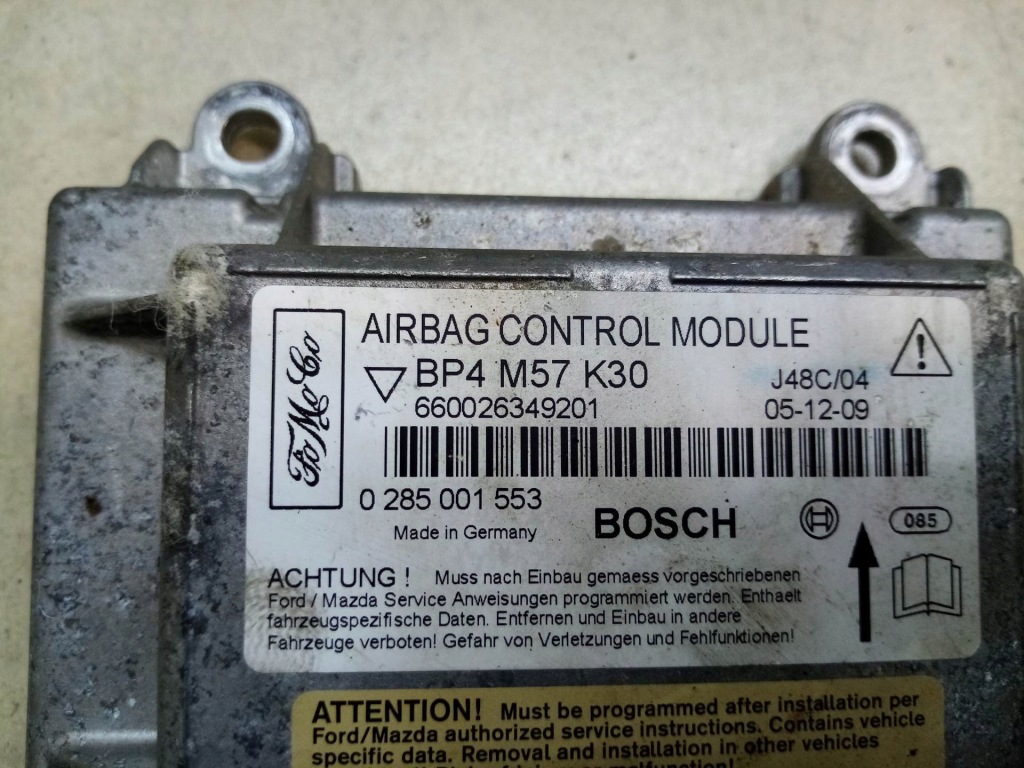 FoMoCo
AIRBAG CONTROL MODULE
BP4 M57 K30
J48C/04
660026349201
05-12-09
0 285 001 553
Made in Germany
BOSCH
085
ACHTUNG ! Muss nach Einbau gemaess vorgeschriebenen
Ford / Mazda Service Anweisungen programmiert werden. Enthaelt
fahrzeugspezifische Daten. Entfernen und Einbau in andere
Fahrzeuge verboten! Gefahr von Verletzungen und Fehlfunktionen!
ATTENTION! Must be programmed after installation per
Ford/Mazda authorized service instructions. Contains vehicle
specific data. Removal and installation in other vehicles